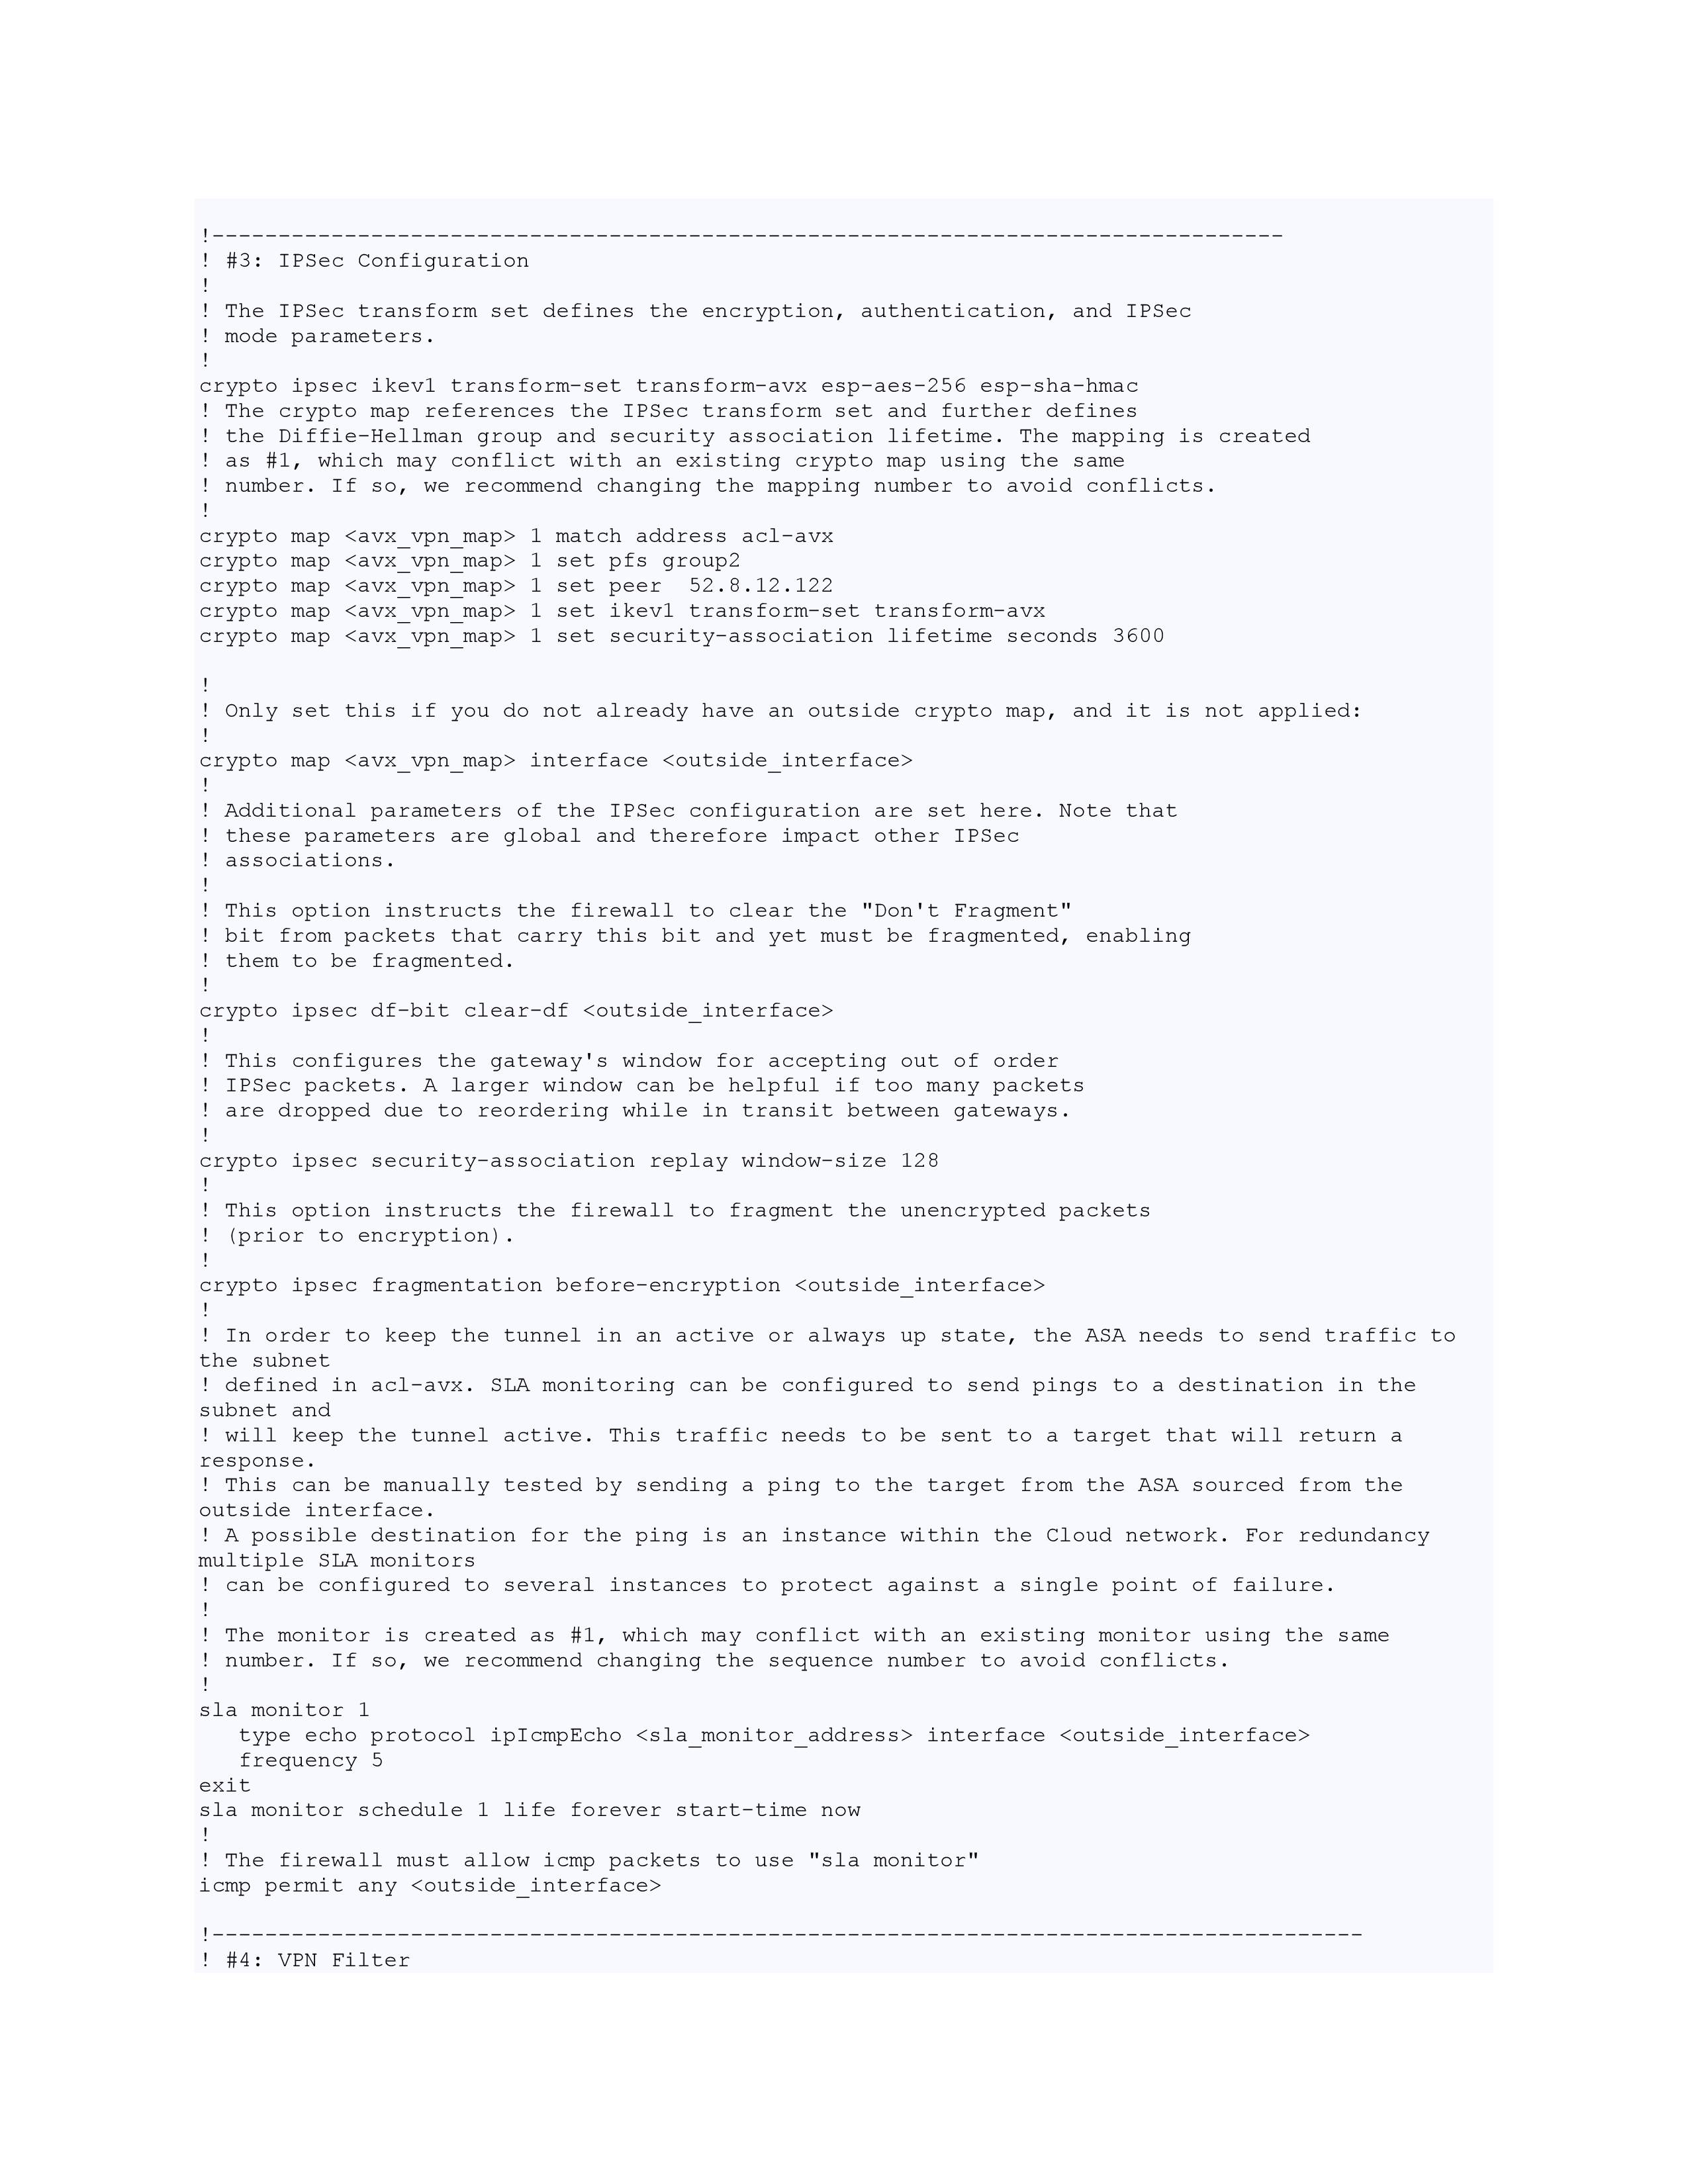 !---------------------------------------------------------------------------------
! #3: IPSec Configuration
!
! The IPSec transform set defines the encryption, authentication, and IPSec
! mode parameters.
!
crypto ipsec ikev1 transform-set transform-avx esp-aes-256 esp-sha-hmac
! The crypto map references the IPSec transform set and further defines
! the Diffie-Hellman group and security association lifetime. The mapping is created
! as #1, which may conflict with an existing crypto map using the same
! number. If so, we recommend changing the mapping number to avoid conflicts.
!
crypto map <avx_vpn_map> 1 match address acl-avx
crypto map <avx_vpn_map> 1 set pfs group2
crypto map <avx_vpn_map> 1 set peer  52.8.12.122
crypto map <avx_vpn_map> 1 set ikev1 transform-set transform-avx
crypto map <avx_vpn_map> 1 set security-association lifetime seconds 3600

!
! Only set this if you do not already have an outside crypto map, and it is not applied:
!
crypto map <avx_vpn_map> interface <outside_interface>
!
! Additional parameters of the IPSec configuration are set here. Note that
! these parameters are global and therefore impact other IPSec
! associations.
!
! This option instructs the firewall to clear the "Don't Fragment"
! bit from packets that carry this bit and yet must be fragmented, enabling
! them to be fragmented.
!
crypto ipsec df-bit clear-df <outside_interface>
!
! This configures the gateway's window for accepting out of order
! IPSec packets. A larger window can be helpful if too many packets
! are dropped due to reordering while in transit between gateways.
!
crypto ipsec security-association replay window-size 128
!
! This option instructs the firewall to fragment the unencrypted packets
! (prior to encryption).
!
crypto ipsec fragmentation before-encryption <outside_interface>
!
! In order to keep the tunnel in an active or always up state, the ASA needs to send traffic to
the subnet
! defined in acl-avx. SLA monitoring can be configured to send pings to a destination in the
subnet and
! will keep the tunnel active. This traffic needs to be sent to a target that will return a
response.
! This can be manually tested by sending a ping to the target from the ASA sourced from the
outside interface.
! A possible destination for the ping is an instance within the Cloud network. For redundancy
multiple SLA monitors
! can be configured to several instances to protect against a single point of failure.
!
! The monitor is created as #1, which may conflict with an existing monitor using the same
! number. If so, we recommend changing the sequence number to avoid conflicts.
!
sla monitor 1
   type echo protocol ipIcmpEcho <sla_monitor_address> interface <outside_interface>
   frequency 5
exit
sla monitor schedule 1 life forever start-time now
!
! The firewall must allow icmp packets to use "sla monitor"
icmp permit any <outside_interface>

!---------------------------------------------------------------------------------------
! #4: VPN Filter